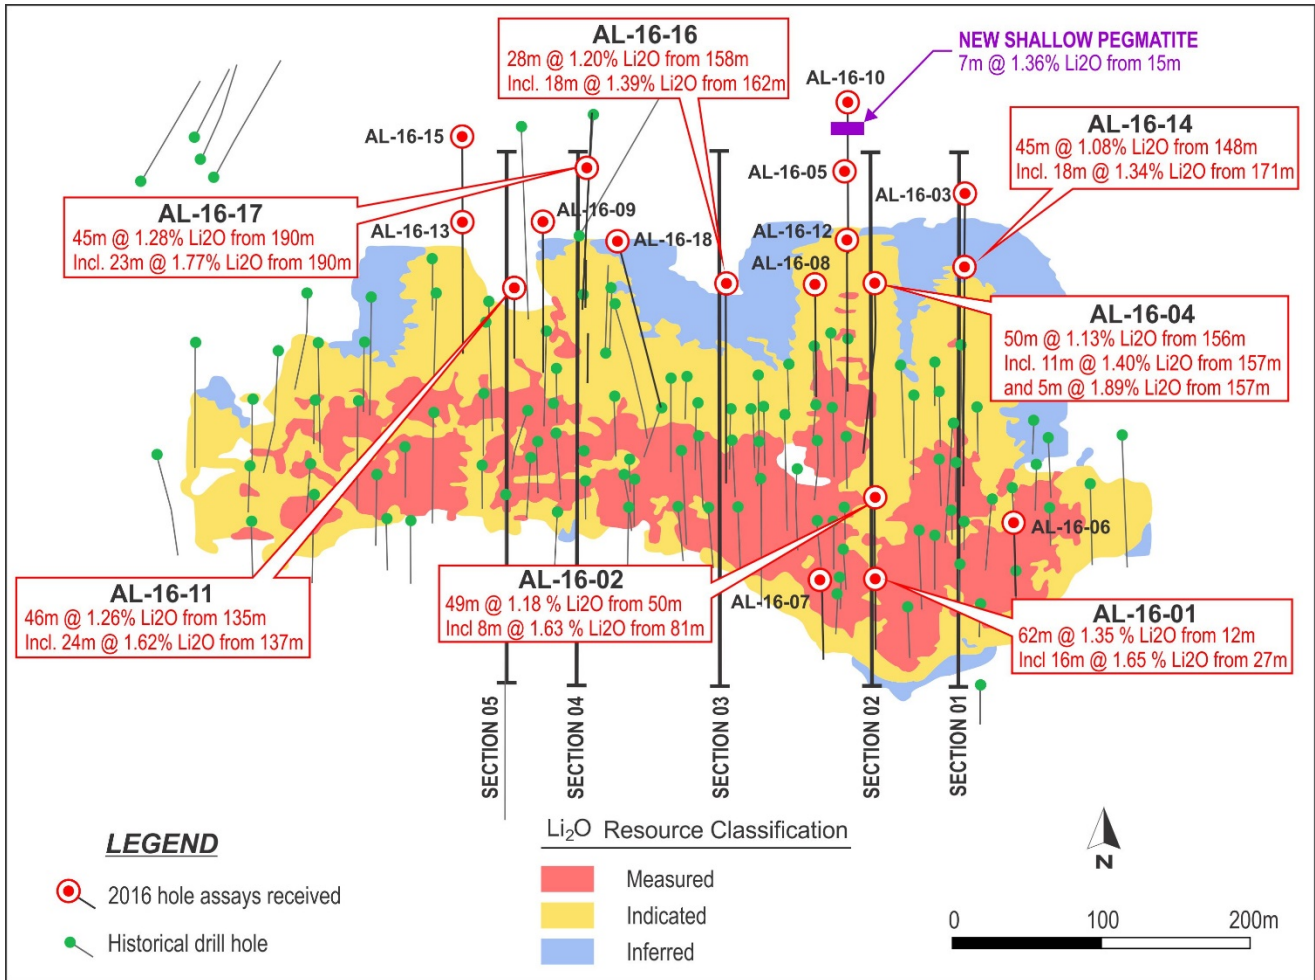 AL-16-16
28m @ 1.20% Li2O from 158m
Incl. 18m @ 1.39% Li2O from 162m
NEW SHALLOW PEGMATITE
7m @ 1.36% Li2O from 15m
AL-16-10
AL-16-15
AL-16-14
45m @ 1.08% Li2O from 148m
Incl. 18m @ 1.34% Li2O from 171m
AL-16-05
AL-16-03
AL-16-17
45m @ 1.28% Li2O from 190m
Incl. 23m @ 1.77% Li2O from 190m
AL-16-13
AL-16-09
AL-16-18
AL-16-12
AL-16-08
AL-16-04
50m @ 1.13% Li2O from 156m
Incl. 11m @ 1.40% Li2O from 157m
and 5m @ 1.89% Li2O from 157m
AL-16-06
AL-16-11
46m @ 1.26% Li2O from 135m
Incl. 24m @ 1.62% Li2O from 137m
AL-16-02
49m @ 1.18 % Li2O from 50m
Incl 8m @ 1.63 % Li2O from 81m
AL-16-07
AL-16-01
62m @ 1.35 % Li2O from 12m
Incl 16m @ 1.65 % Li2O from 27m
SECTION 05
SECTION 04
SECTION 03
SECTION 02
SECTION 01
LEGEND
2016 hole assays received
Historical drill hole
Li₂O Resource Classification
Measured
Indicated
Inferred
N
0 100 200m